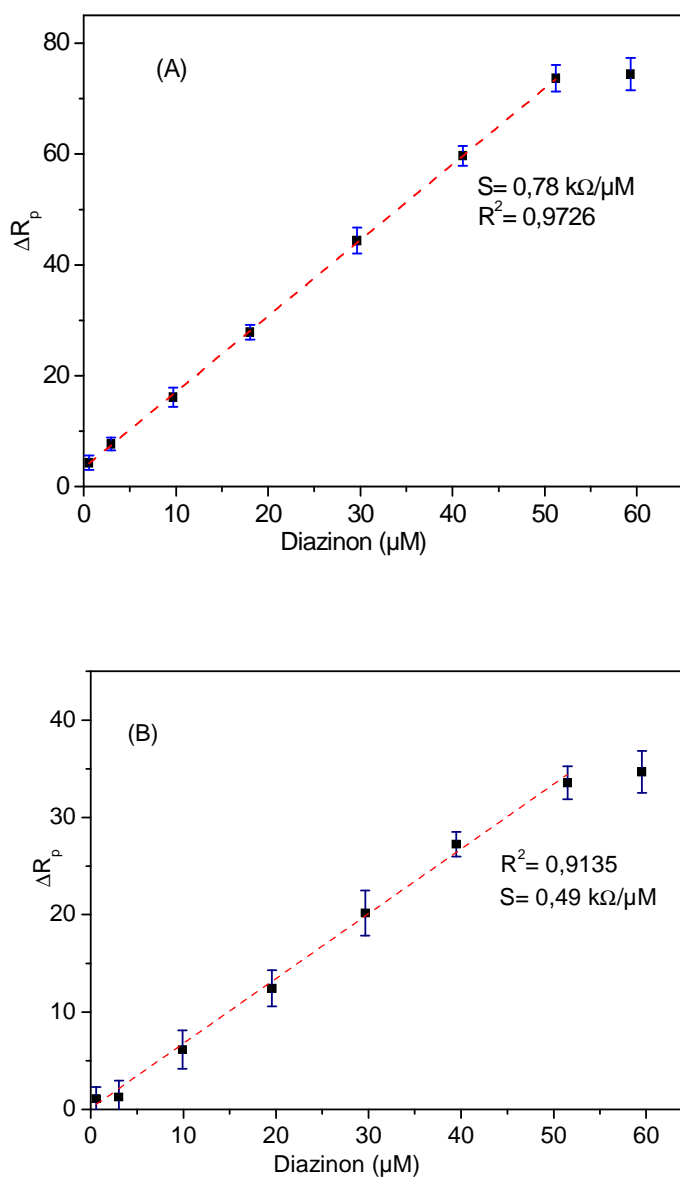 (A)
80
60
40
20
0
ΔR_p
S= 0,78 kΩ/µM
R²= 0,9726
0 10 20 30 40 50 60
Diazinon (µM)
(B)
40
30
20
10
0
ΔR_p
R²= 0,9135
S= 0,49 kΩ/µM
0 10 20 30 40 50 60
Diazinon (µM)